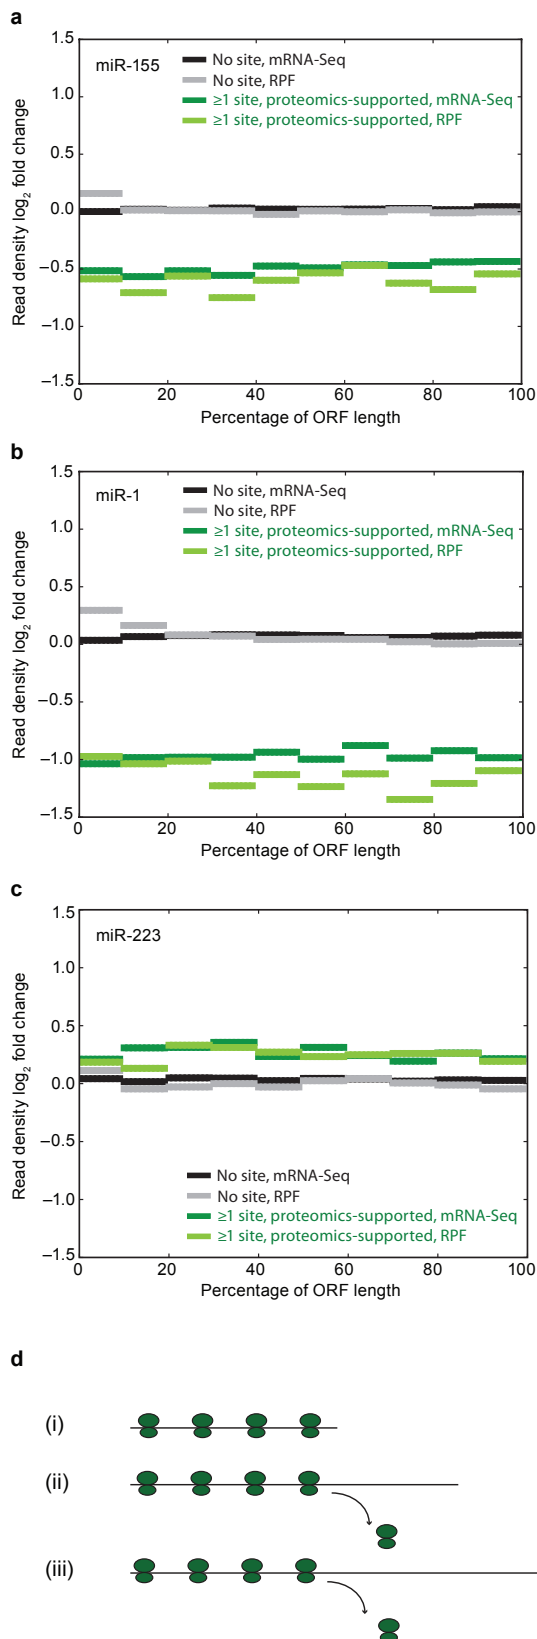 a
1.5
miR-155
No site, mRNA-Seq
No site, RPF
≥1 site, proteomics-supported, mRNA-Seq
≥1 site, proteomics-supported, RPF
1.0
0.5
0.0
–0.5
–1.0
–1.5
Read density log2 fold change
0 20 40 60 80 100
Percentage of ORF length
b
1.5
miR-1
No site, mRNA-Seq
No site, RPF
≥1 site, proteomics-supported, mRNA-Seq
≥1 site, proteomics-supported, RPF
1.0
0.5
0.0
–0.5
–1.0
–1.5
Read density log2 fold change
0 20 40 60 80 100
Percentage of ORF length
c
1.5
miR-223
1.0
0.5
0.0
–0.5
–1.0
–1.5
Read density log2 fold change
No site, mRNA-Seq
No site, RPF
≥1 site, proteomics-supported, mRNA-Seq
≥1 site, proteomics-supported, RPF
0 20 40 60 80 100
Percentage of ORF length
d
(i)
(ii)
(iii)